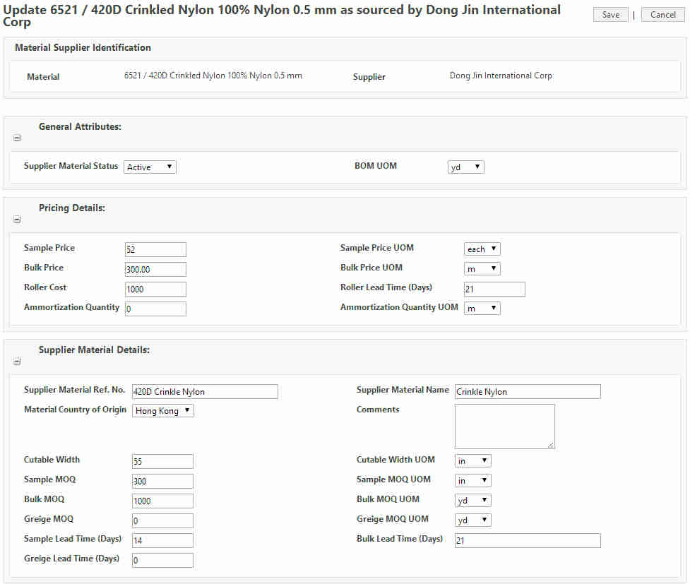 Update 6521 / 420D Crinkled Nylon 100% Nylon 0.5 mm as sourced by Dong Jin International Corp
Save | Cancel
Material Supplier Identification
Material 6521 / 420D Crinkled Nylon 100% Nylon 0.5 mm Supplier Dong Jin International Corp
General Attributes:
Supplier Material Status Active BOM UOM yd
Pricing Details:
Sample Price 52 Sample Price UOM each
Bulk Price 300.00 Bulk Price UOM m
Roller Cost 1000 Roller Lead Time (Days) 21
Ammortization Quantity 0 Ammortization Quantity UOM m
Supplier Material Details:
Supplier Material Ref. No. 420D Crinkle Nylon Supplier Material Name Crinkle Nylon
Material Country of Origin Hong Kong Comments
Cutable Width 55 Cutable Width UOM in
Sample MOQ 300 Sample MOQ UOM in
Bulk MOQ 1000 Bulk MOQ UOM yd
Greige MOQ 0 Greige MOQ UOM yd
Sample Lead Time (Days) 14 Bulk Lead Time (Days) 21
Greige Lead Time (Days) 0